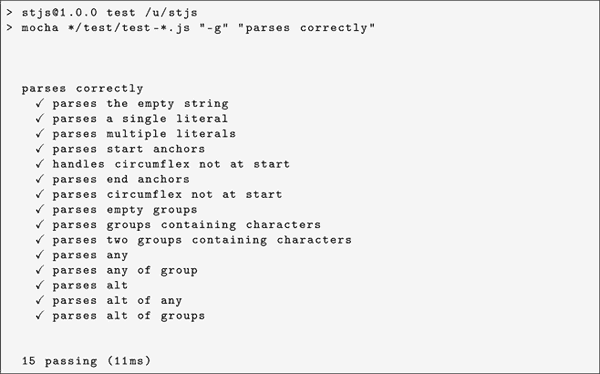 > stjs@1.0.0 test /u/stjs
> mocha */test/test-*.js "-g" "parses correctly"
parses correctly
✓ parses the empty string
✓ parses a single literal
✓ parses multiple literals
✓ parses start anchors
✓ handles circumflex not at start
✓ parses end anchors
✓ parses circumflex not at start
✓ parses empty groups
✓ parses groups containing characters
✓ parses two groups containing characters
✓ parses any
✓ parses any of group
✓ parses alt
✓ parses alt of any
✓ parses alt of groups
15 passing (11ms)